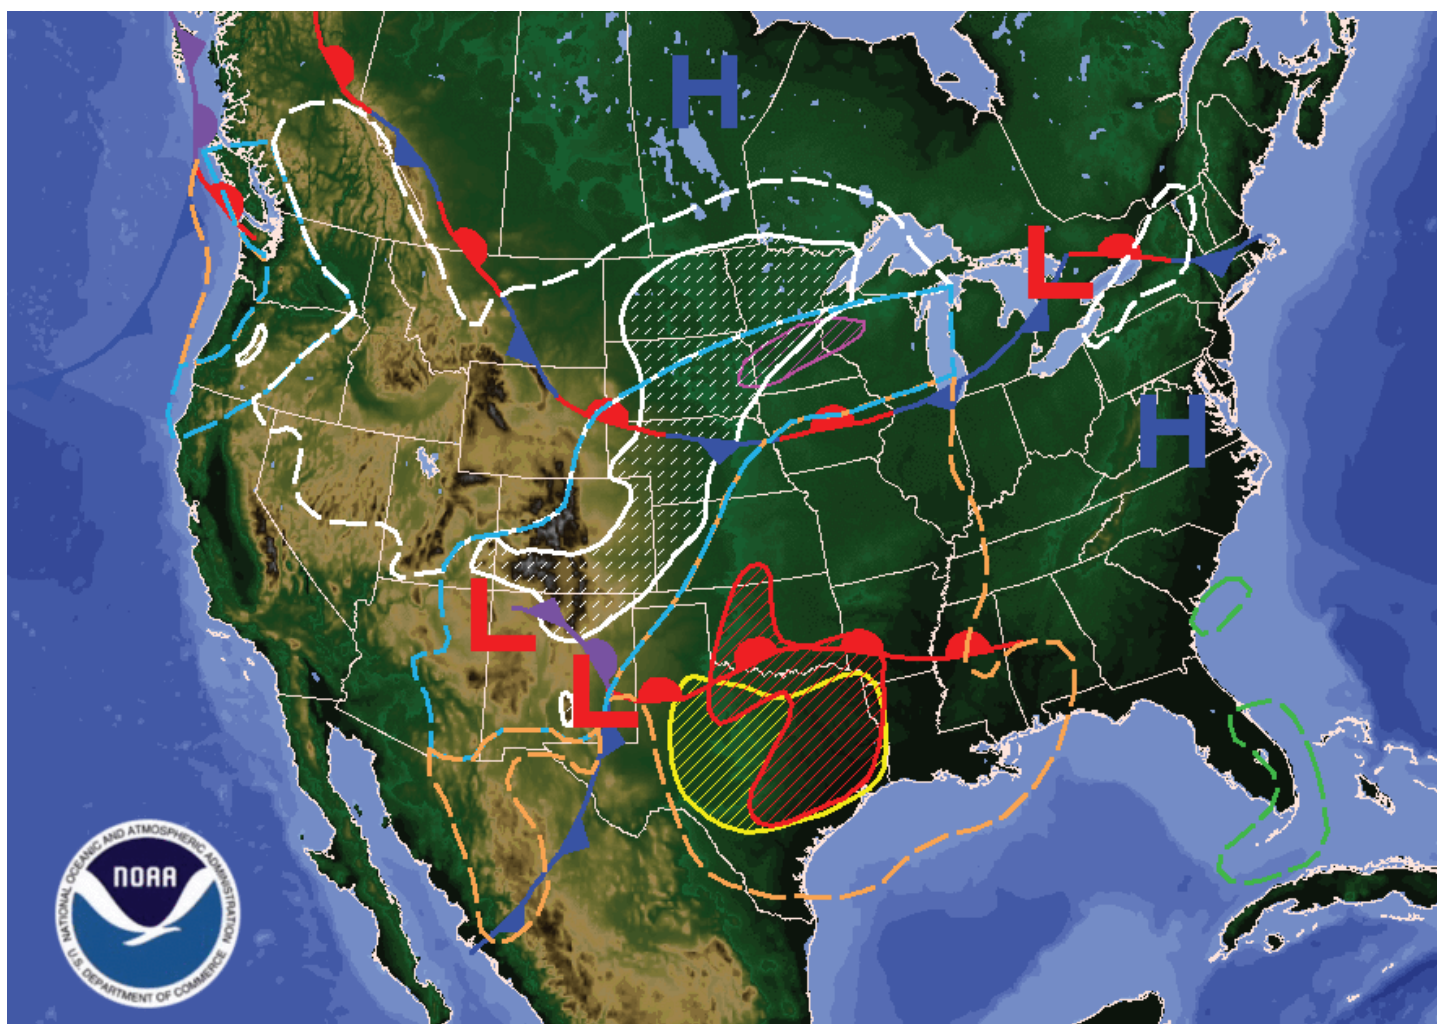 H
L
H
L
L
NATIONAL OCEANIC AND ATMOSPHERIC ADMINISTRATION
NOAA
U.S. DEPARTMENT OF COMMERCE